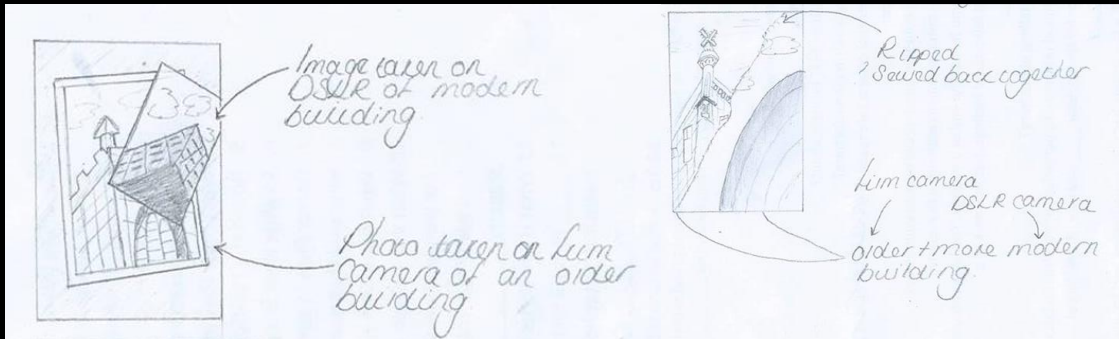 Image taken on
DSLR of modern
building
Photo taken on film
camera of an older
building
Ripped
, Sewed back together
film camera
DSLR camera
older + more modern
building.